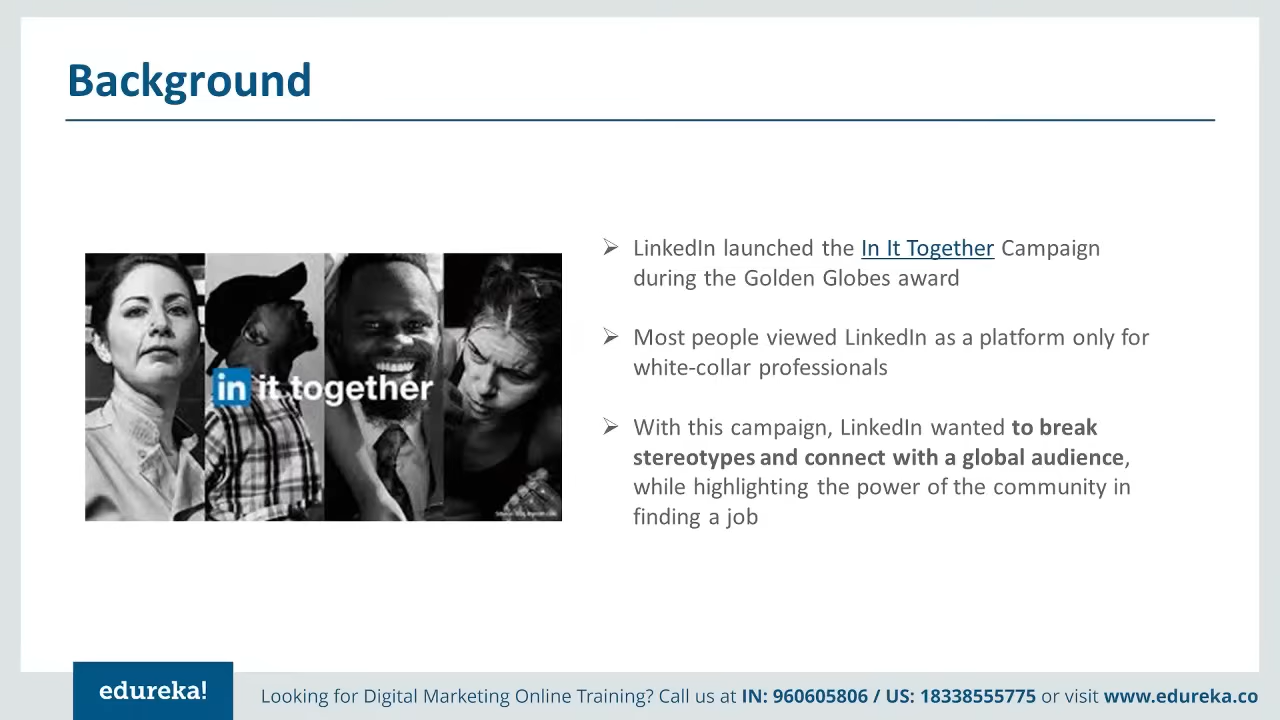 Background
LinkedIn launched the In It Together Campaign
during the Golden Globes award
Most people viewed LinkedIn as a platform only for
white-collar professionals
in it together
With this campaign, LinkedIn wanted to break
stereotypes and connect with a global audience,
while highlighting the power of the community in
finding a job
edureka!
Looking for Digital Marketing Online Training? Call us at IN: 960605806 / US: 18338555775 or visit www.edureka.co